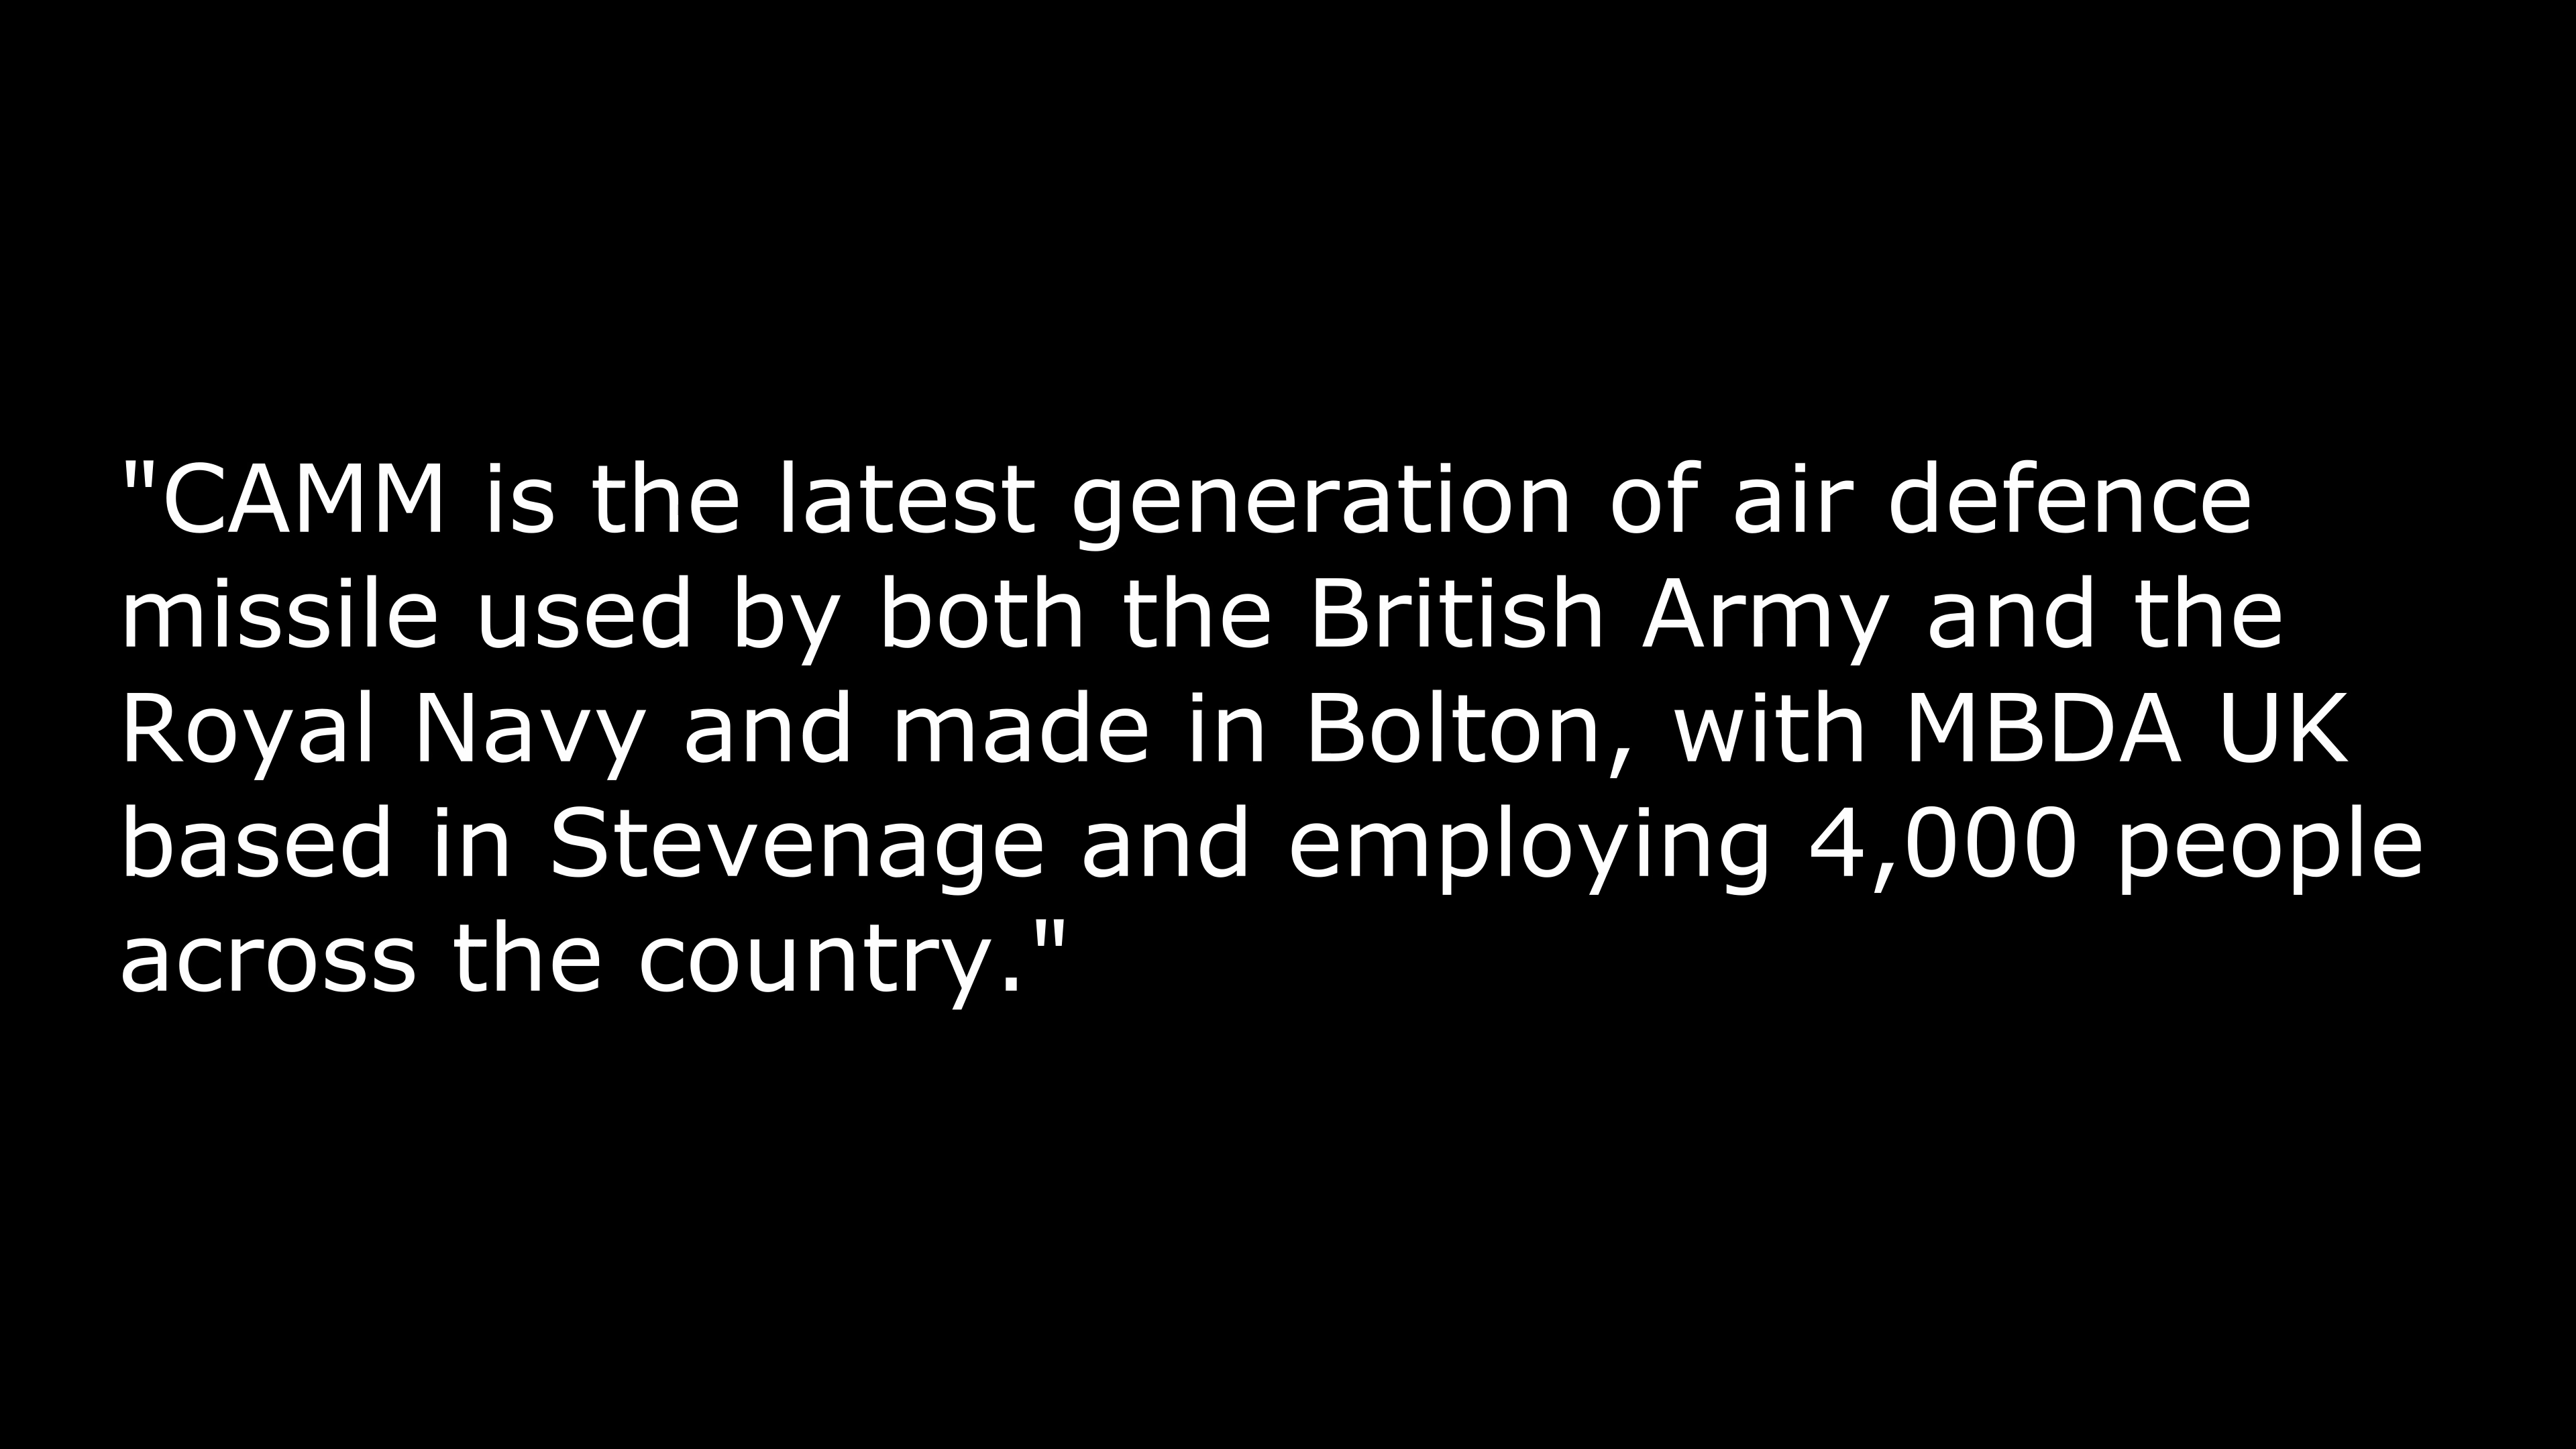 "CAMM is the latest generation of air defence
missile used by both the British Army and the
Royal Navy and made in Bolton, with MBDA UK
based in Stevenage and employing 4,000 people
across the country."